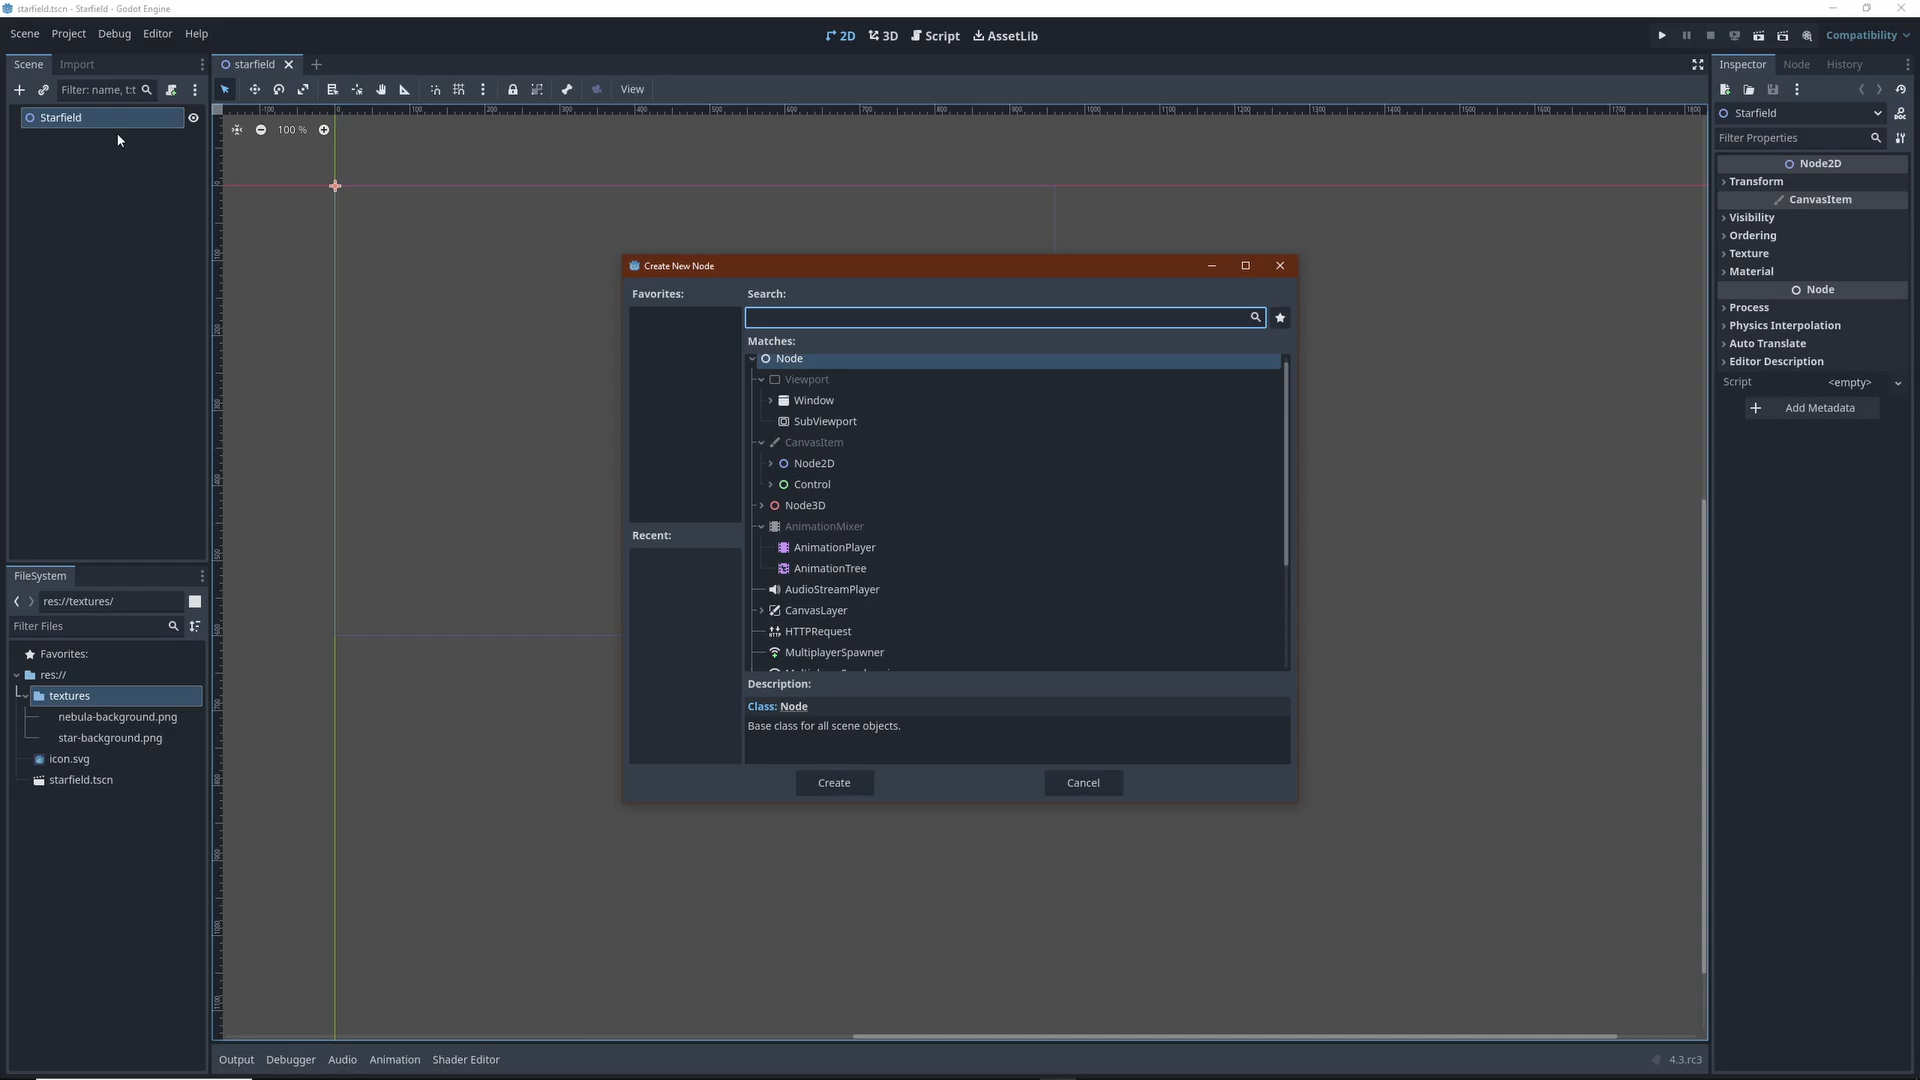 starfield.tscn - Starfield - Godot Engine
Scene Project Debug Editor Help
2D 3D Script AssetLib
Compatibility
Scene Import
starfield
Inspector Node History
Filter: name, t:t
View
Starfield
Starfield
Filter Properties
100 %
Node2D
Transform
CanvasItem
Visibility
Ordering
Texture
Material
Node
Process
Physics Interpolation
Auto Translate
Editor Description
Script <empty>
Add Metadata
Create New Node
Favorites:
Search:
Matches:
Node
Viewport
Window
SubViewport
CanvasItem
Node2D
Control
Node3D
AnimationMixer
AnimationPlayer
AnimationTree
AudioStreamPlayer
CanvasLayer
HTTPRequest
MultiplayerSpawner
Recent:
Description:
Class: Node
Base class for all scene objects.
Create
Cancel
FileSystem
res://textures/
Filter Files
Favorites:
res://
textures
nebula-background.png
star-background.png
icon.svg
starfield.tscn
Output Debugger Audio Animation Shader Editor
4.3.rc3